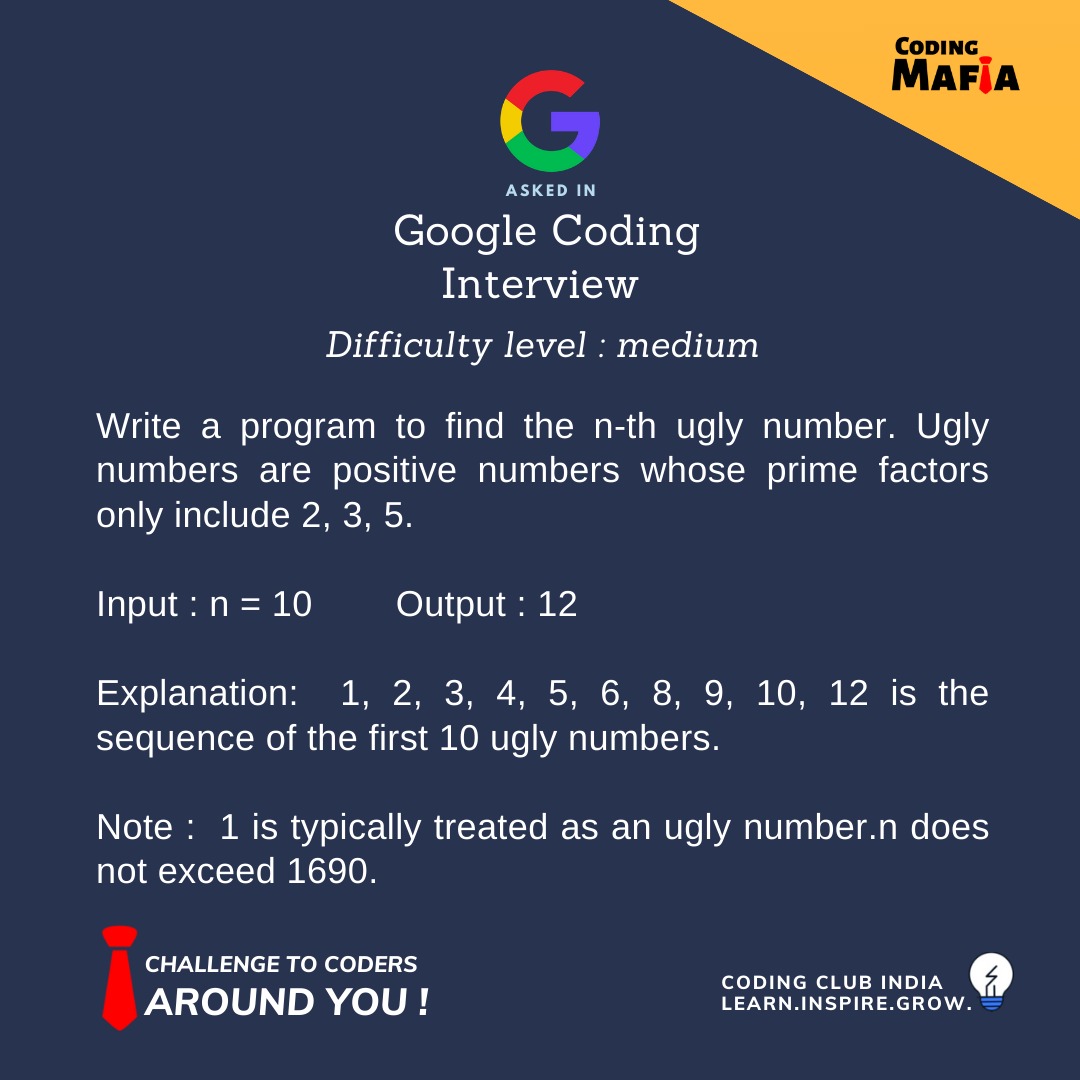 CODING
MAFIA
ASKED IN
Google Coding
Interview
Difficulty level : medium
Write a program to find the n-th ugly number. Ugly
numbers are positive numbers whose prime factors
only include 2, 3, 5.
Input : n = 10 Output : 12
Explanation: 1, 2, 3, 4, 5, 6, 8, 9, 10, 12 is the
sequence of the first 10 ugly numbers.
Note : 1 is typically treated as an ugly number.n does
not exceed 1690.
CHALLENGE TO CODERS
AROUND YOU !
CODING CLUB INDIA
LEARN.INSPIRE.GROW.